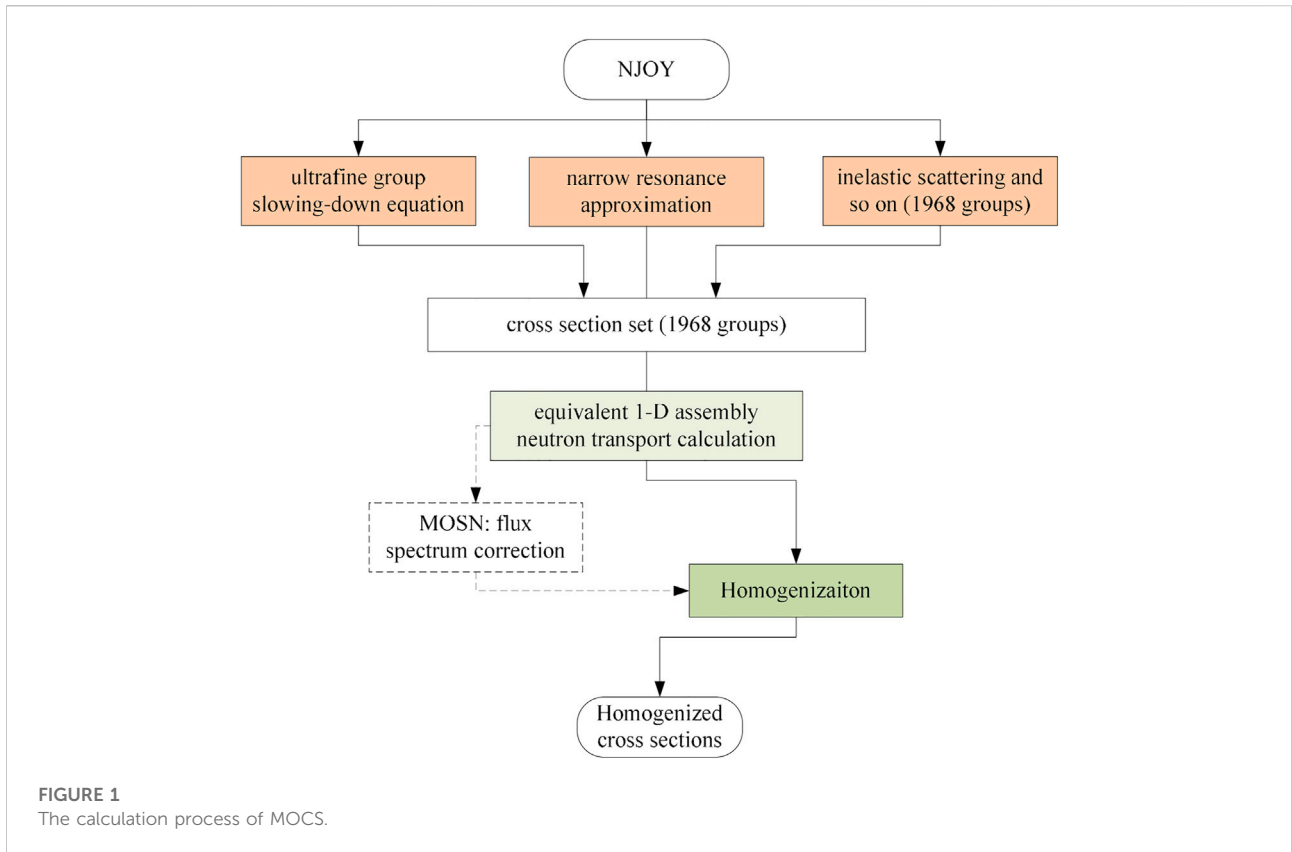 NJOY
ultrafine group
slowing-down equation
narrow resonance
approximation
inelastic scattering and
so on (1968 groups)
cross section set (1968 groups)
equivalent 1-D assembly
neutron transport calculation
MOSN: flux
spectrum correction
Homogenizaiton
Homogenized
cross sections
FIGURE 1
The calculation process of MOCS.